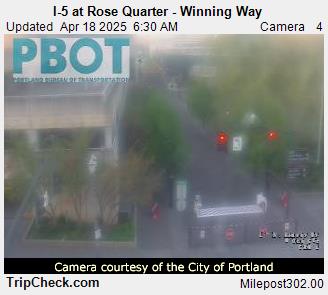 I-5 at Rose Quarter - Winning Way
Updated Apr 18 2025 6:30 AM Camera 4
PBOT
PORTLAND BUREAU OF TRANSPORTATION
Camera courtesy of the City of Portland
TripCheck.com Milepost302.00